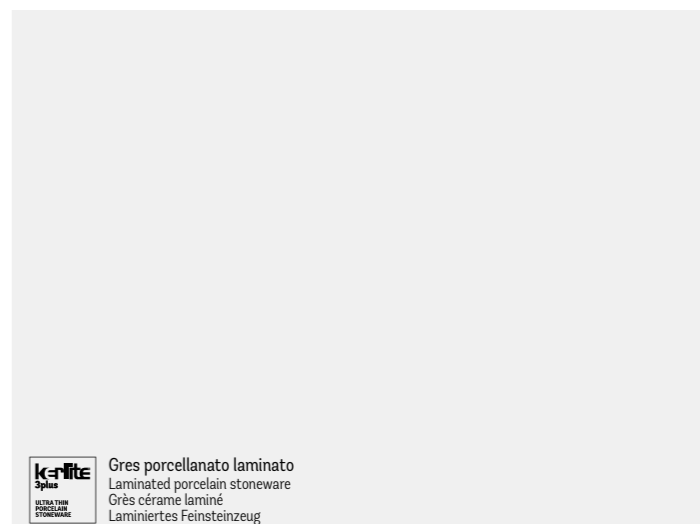 kerlite
3plus
ULTRA THIN
PORCELAIN
STONEWARE
Gres porcellanato laminato
Laminated porcelain stoneware
Grès cérame laminé
Laminiertes Feinsteinzeug